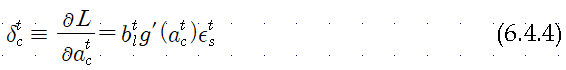 δ_c^t ≡ ∂L/∂a_c^t = b_l^t g′(a_c^t)ϵ_s^t (6.4.4)